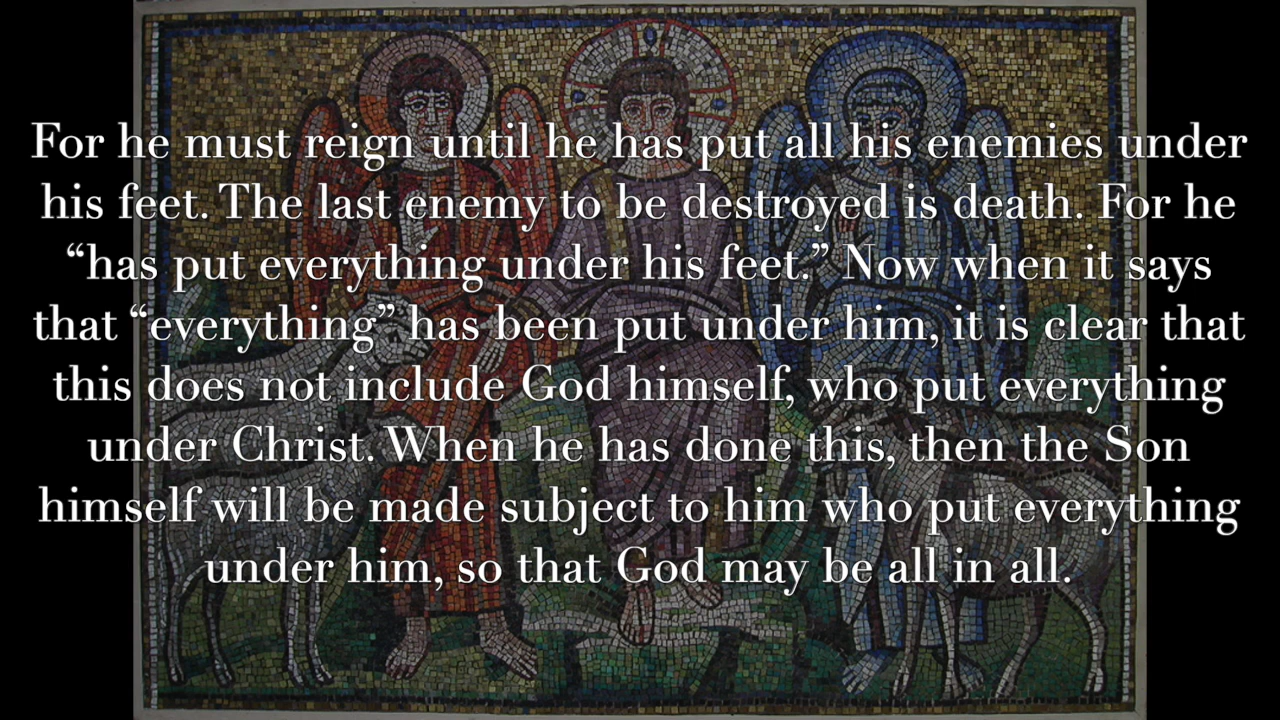 For he must reign until he has put all his enemies under
his feet. The last enemy to be destroyed is death. For he
“has put everything under his feet.” Now when it says
that “everything” has been put under him, it is clear that
this does not include God himself, who put everything
under Christ. When he has done this, then the Son
himself will be made subject to him who put everything
under him, so that God may be all in all.